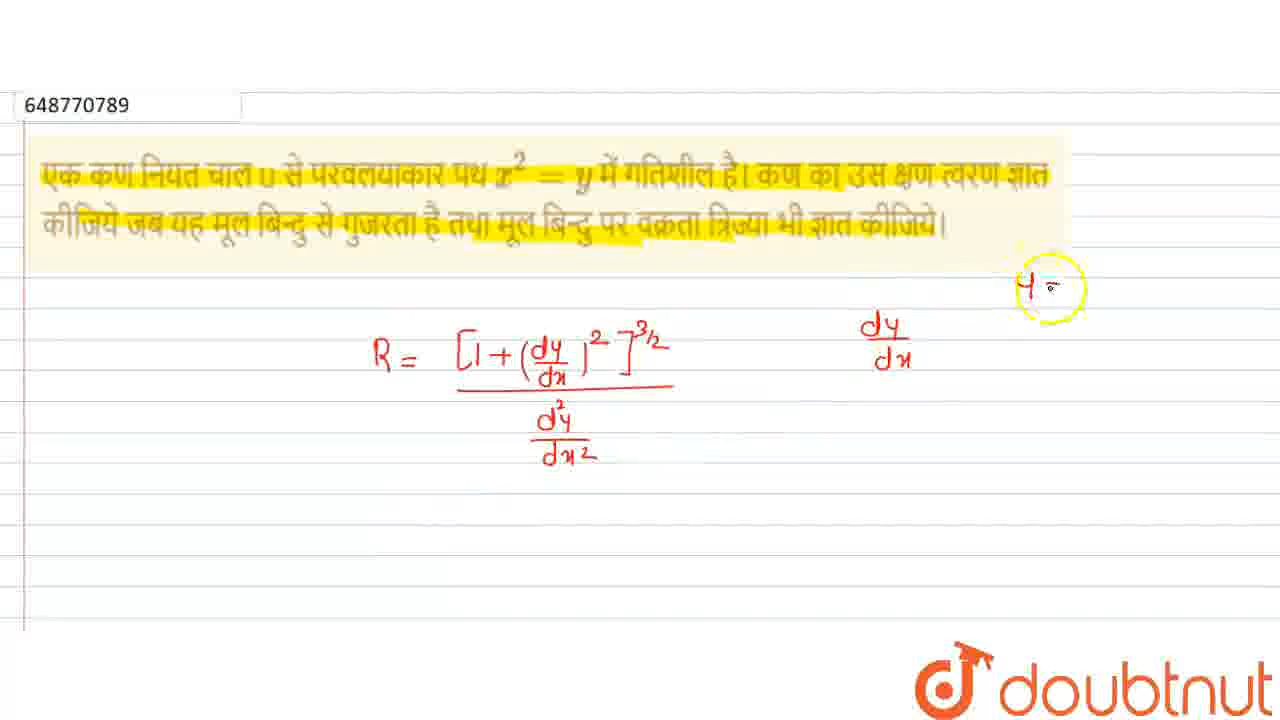 648770789
एक कण नियत चाल υ से परवलयाकार पथ x² = y में गतिशील है। कण का उस क्षण त्वरण ज्ञात
कीजिये जब यह मूल बिन्दु से गुजरता है तथा मूल बिन्दु पर वक्रता त्रिज्या भी ज्ञात कीजिये।
y =
R = [1 + (dy/dx)²]^3/2 / d²y/dx²
dy/dx
doubtnut